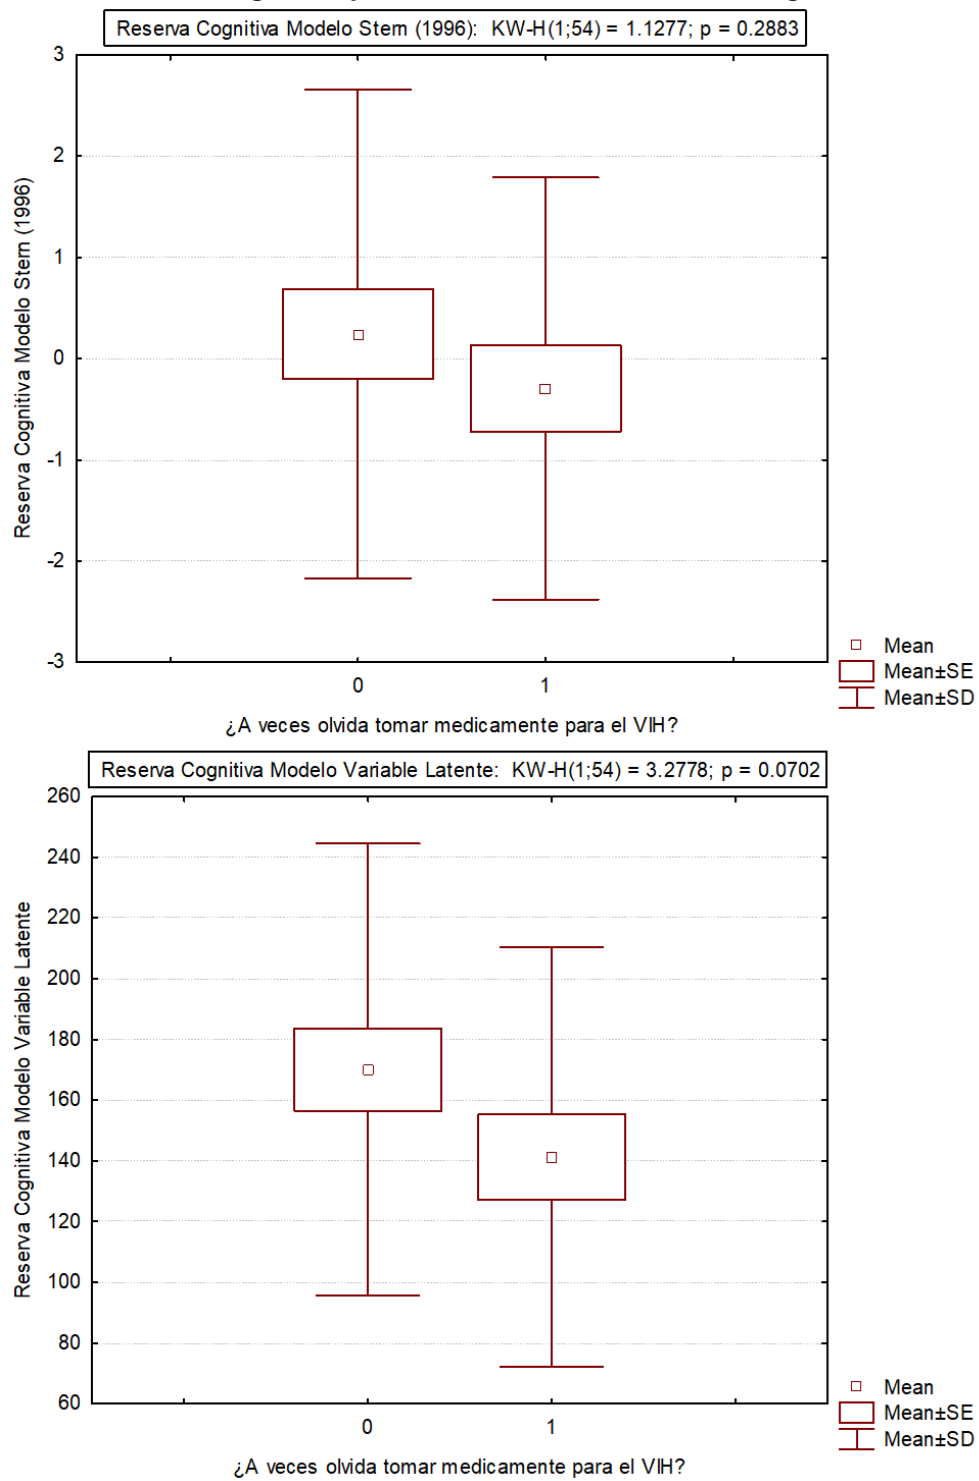 Reserva Cognitiva Modelo Stern (1996): KW-H(1;54) = 1.1277; p = 0.2883
3
2
1
0
-1
-2
-3
Reserva Cognitiva Modelo Stern (1996)
0 1
¿A veces olvida tomar medicamente para el VIH?
Mean
Mean±SE
Mean±SD
Reserva Cognitiva Modelo Variable Latente: KW-H(1;54) = 3.2778; p = 0.0702
260
240
220
200
180
160
140
120
100
80
60
Reserva Cognitiva Modelo Variable Latente
0 1
¿A veces olvida tomar medicamente para el VIH?
Mean
Mean±SE
Mean±SD